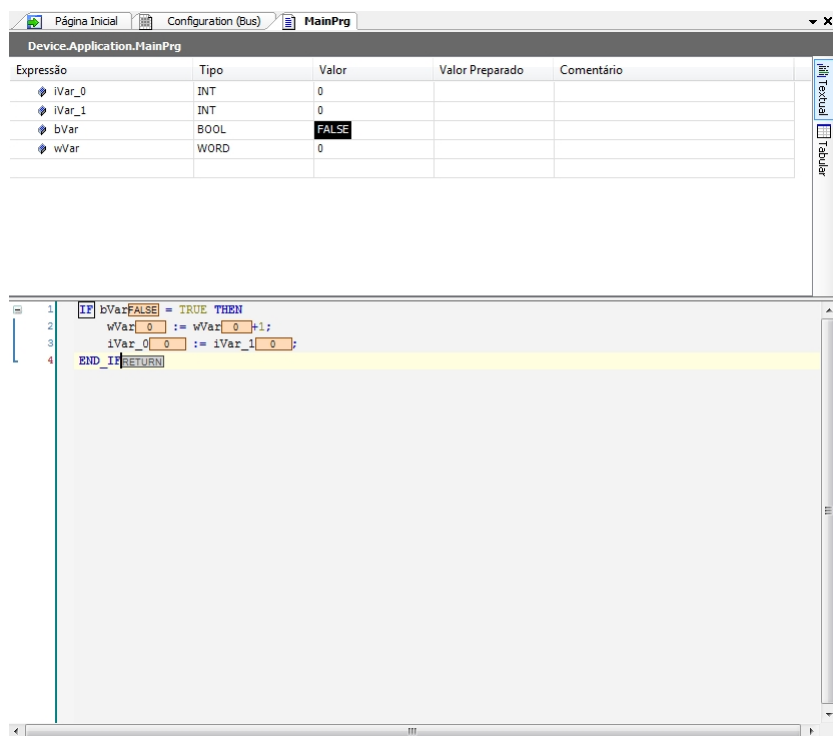 Página Inicial Configuration (Bus) MainPrg
Device.Application.MainPrg
Expressão Tipo Valor Valor Preparado Comentário
iVar_0 INT 0
iVar_1 INT 0
bVar BOOL FALSE
wVar WORD 0
Textual
Tabular
1 IF bVar FALSE = TRUE THEN
2 wVar 0 := wVar 0 +1;
3 iVar_0 0 := iVar_1 0 ;
4 END_IF RETURN